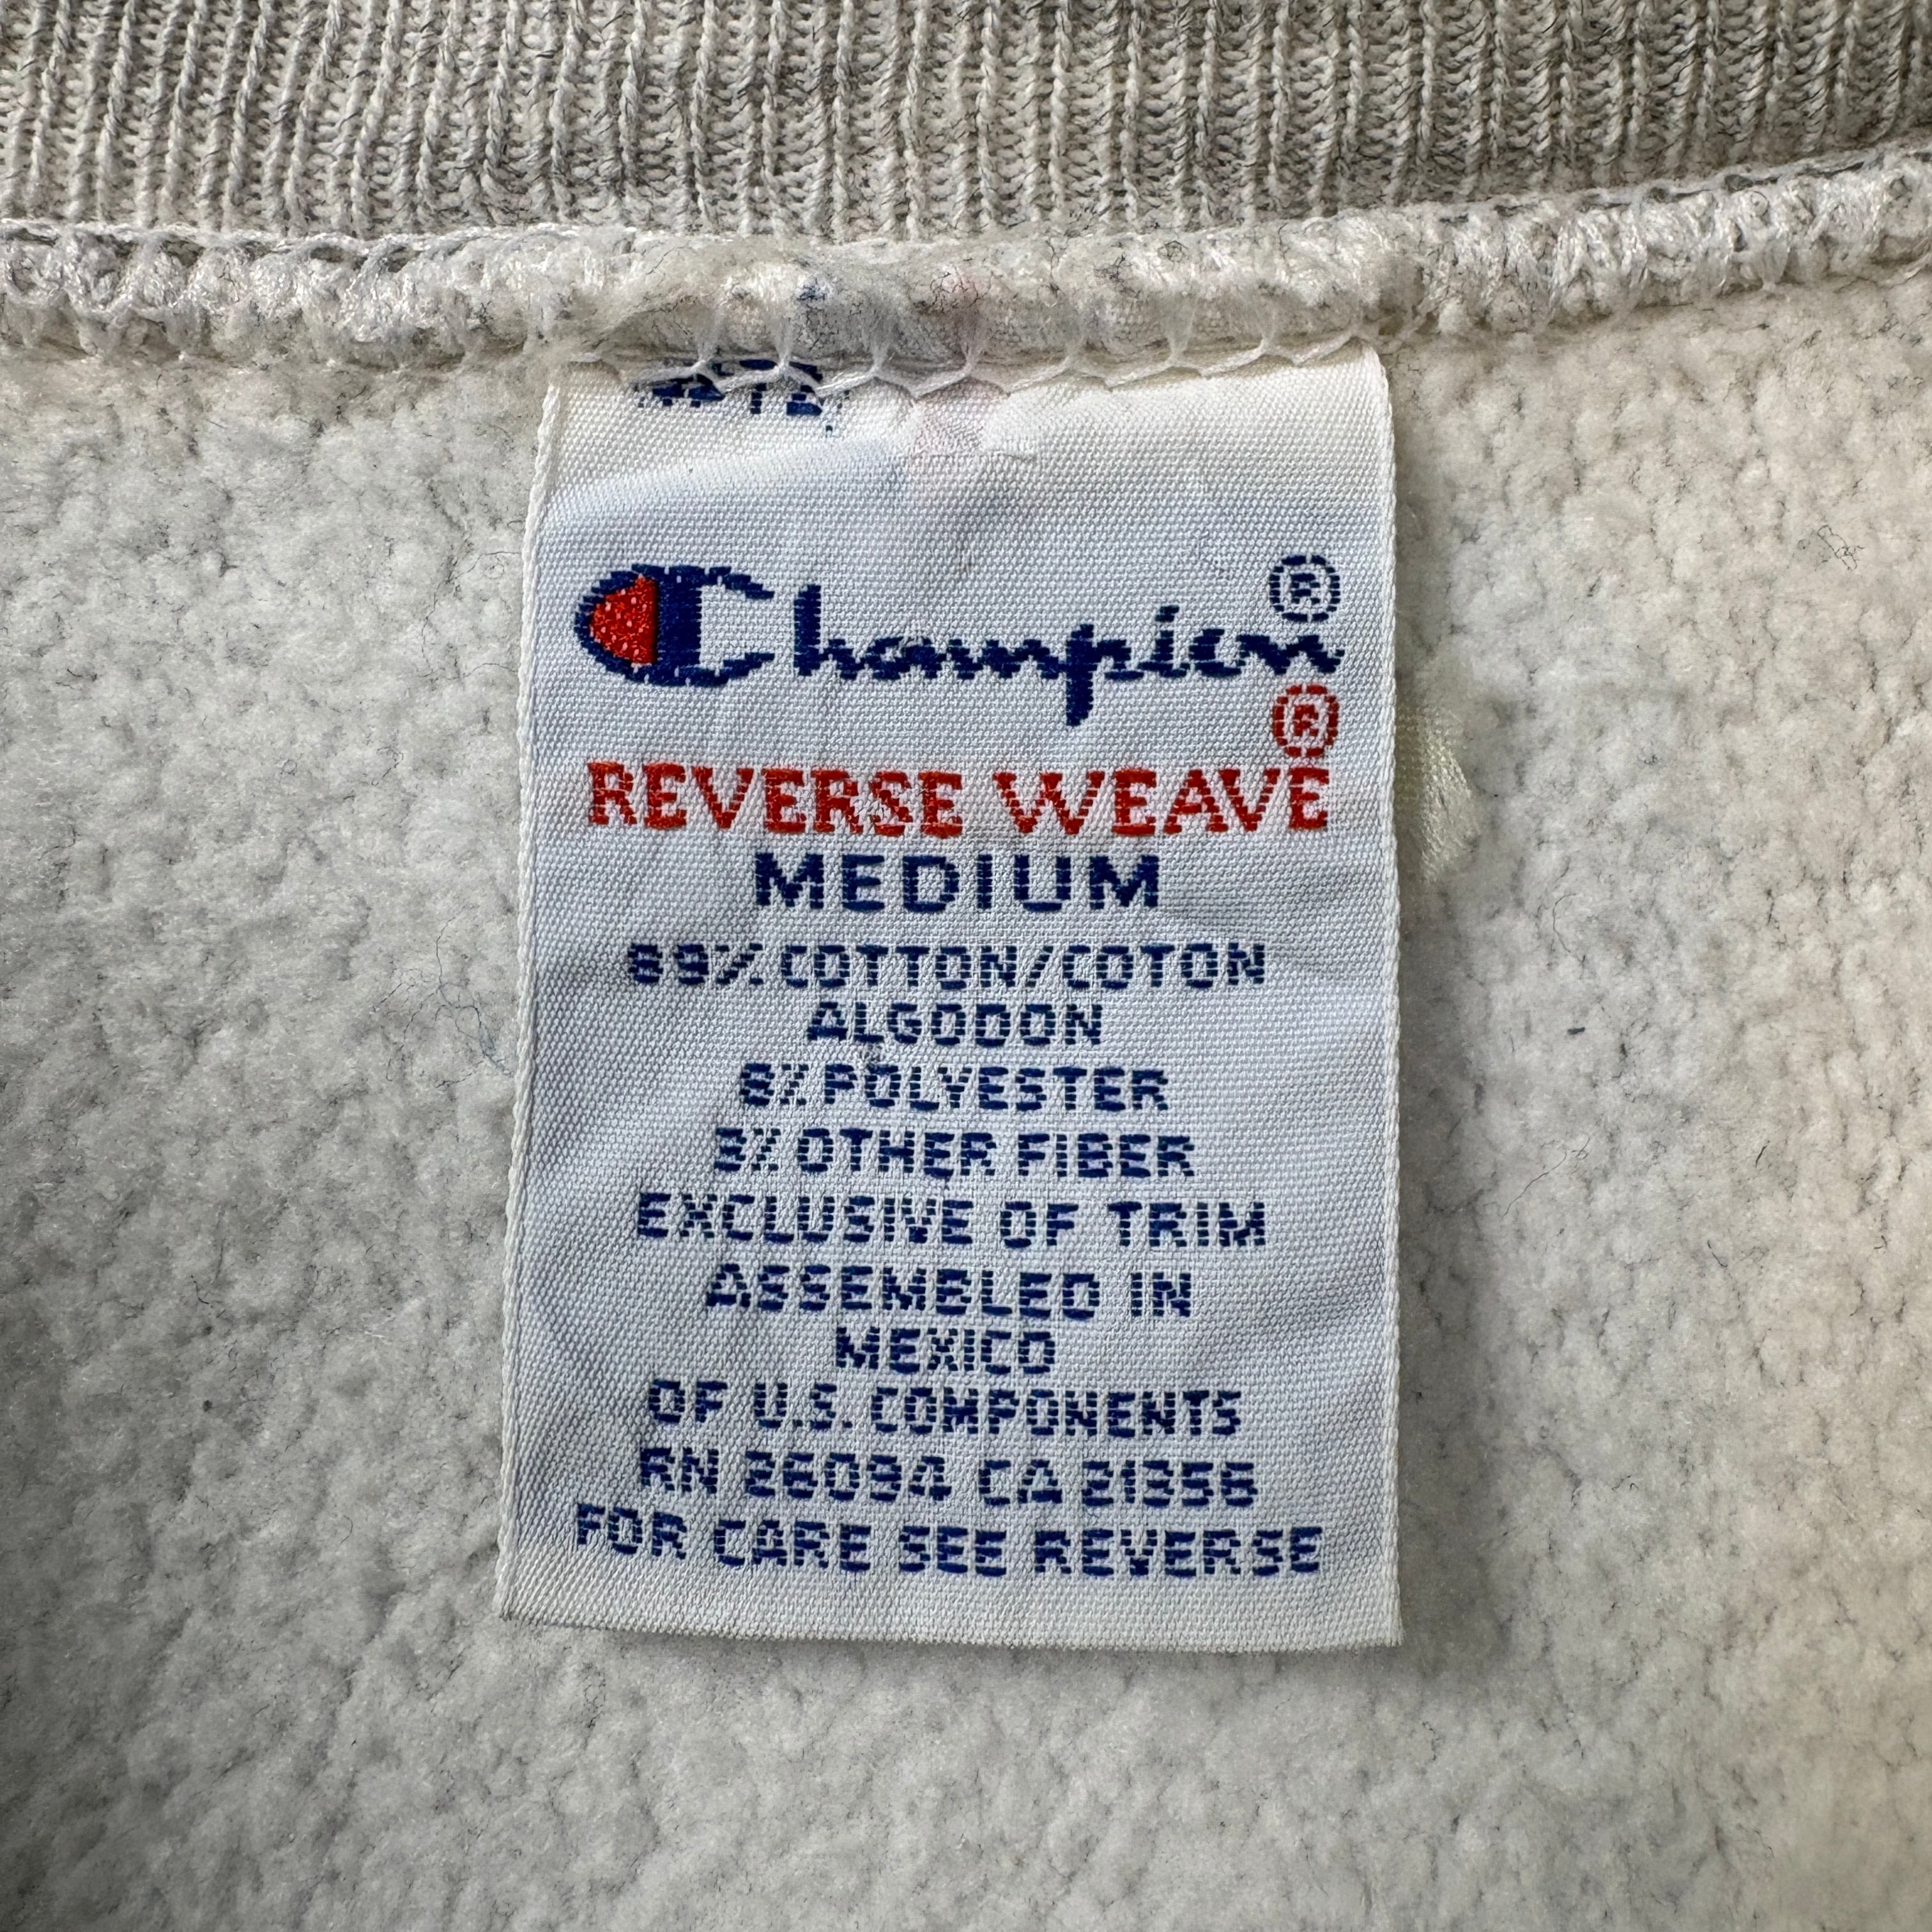 Champion®
®
REVERSE WEAVE
MEDIUM
89% COTTON/COTON
ALGODON
8% POLYESTER
3% OTHER FIBER
EXCLUSIVE OF TRIM
ASSEMBLED IN
MEXICO
OF U.S. COMPONENTS
RN 26094 CA 21356
FOR CARE SEE REVERSE